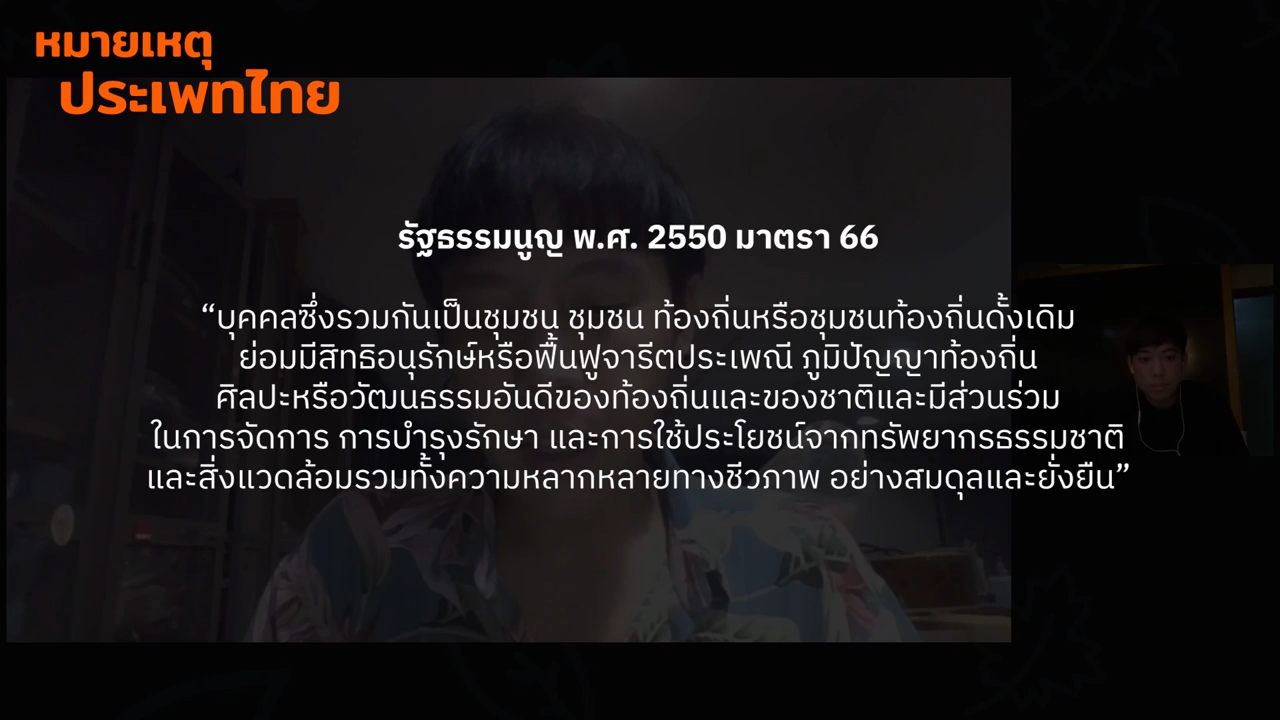 หมายเหตุ
ประเพทไทย
รัฐธรรมนูญ พ.ศ. 2550 มาตรา 66
“บุคคลซึ่งรวมกันเป็นชุมชน ชุมชน ท้องถิ่นหรือชุมชนท้องถิ่นดั้งเดิม
ย่อมมีสิทธิอนุรักษ์หรือฟื้นฟูจารีตประเพณี ภูมิปัญญาท้องถิ่น
ศิลปะหรือวัฒนธรรมอันดีของท้องถิ่นและของชาติและมีส่วนร่วม
ในการจัดการ การบำรุงรักษา และการใช้ประโยชน์จากทรัพยากรธรรมชาติ
และสิ่งแวดล้อมรวมทั้งความหลากหลายทางชีวภาพ อย่างสมดุลและยั่งยืน”